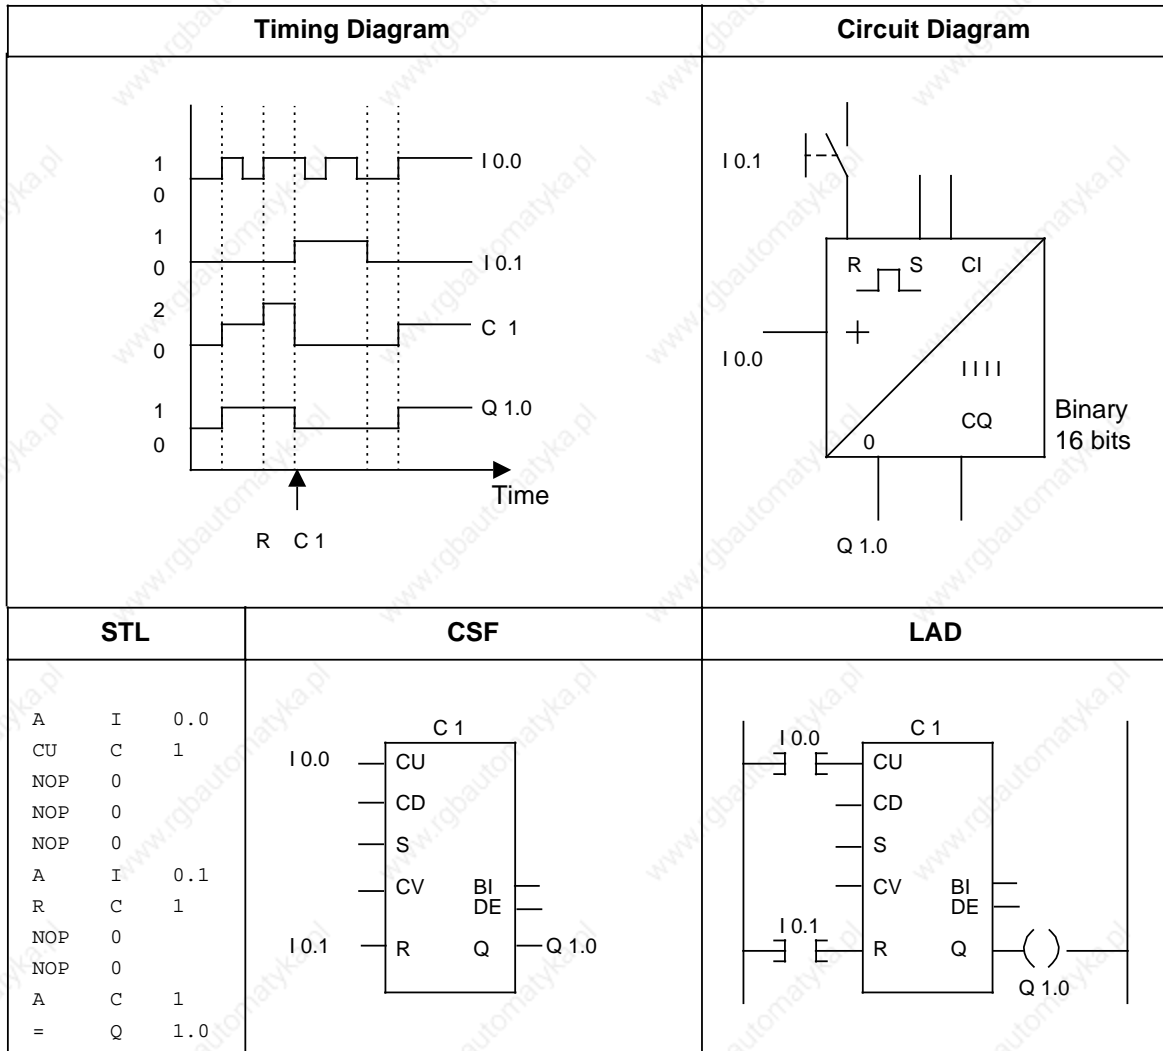 Timing Diagram
Circuit Diagram
1
0
I 0.0
1
0
I 0.1
2
0
C 1
1
0
Q 1.0
Time
R C 1
I 0.1
R S CI
+
I 0.0
I I I I
CQ
0
Binary
16 bits
Q 1.0
STL
CSF
LAD
A I 0.0
CU C 1
NOP 0
NOP 0
NOP 0
A I 0.1
R C 1
NOP 0
NOP 0
A C 1
= Q 1.0
C 1
I 0.0
CU
CD
S
CV BI
DE
I 0.1
R Q
Q 1.0
C 1
I 0.0
CU
CD
S
CV BI
DE
I 0.1
R Q
Q 1.0
www.rgbautomatyka.pl